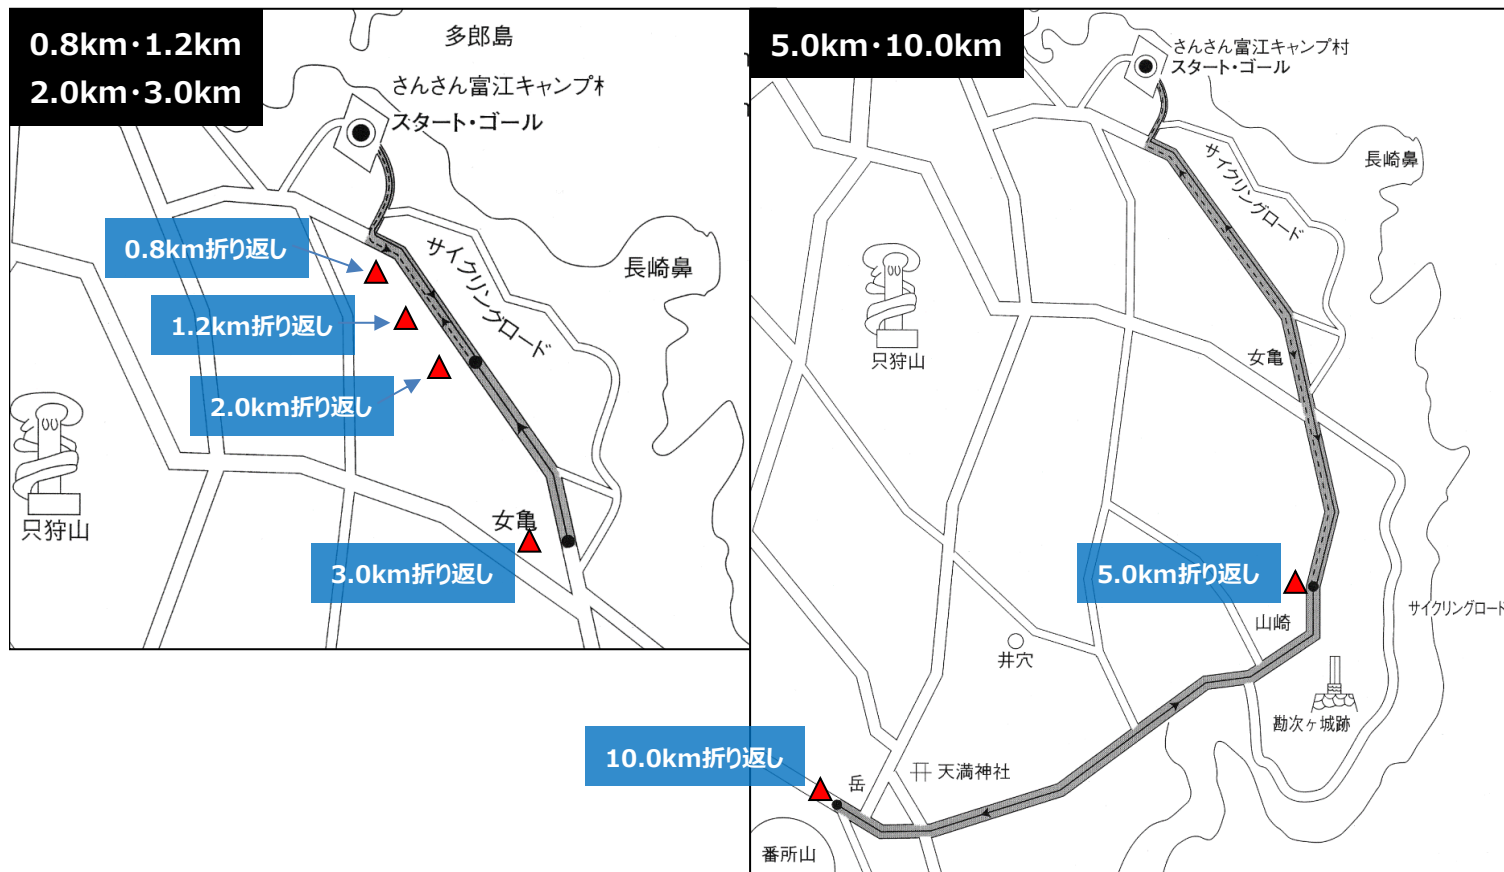 0.8km・1.2km
2.0km・3.0km
多郎島
さんさん富江キャンプ村
スタート・ゴール
0.8km折り返し
サイクリングロード
長崎鼻
1.2km折り返し
2.0km折り返し
只狩山
女亀
3.0km折り返し
5.0km・10.0km
さんさん富江キャンプ村
スタート・ゴール
長崎鼻
サイクリングロード
只狩山
女亀
5.0km折り返し
サイクリングロード
山崎
井穴
勘次ヶ城跡
10.0km折り返し
岳
天満神社
番所山